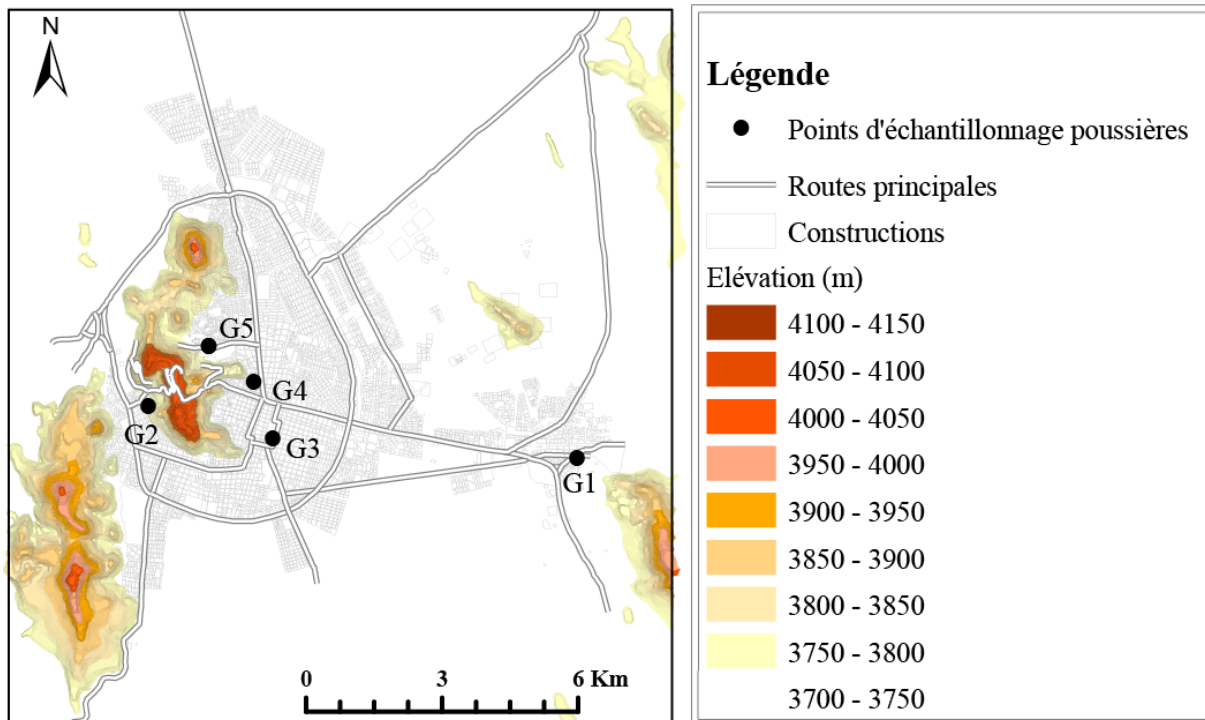 N
G5
G4
G2
G3
G1
0 3 6 Km
Légende
Points d'échantillonnage poussières
Routes principales
Constructions
Elévation (m)
4100 - 4150
4050 - 4100
4000 - 4050
3950 - 4000
3900 - 3950
3850 - 3900
3800 - 3850
3750 - 3800
3700 - 3750